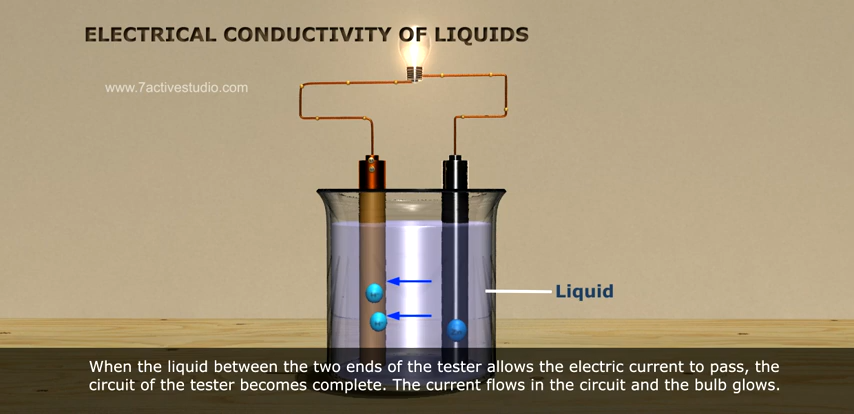 ELECTRICAL CONDUCTIVITY OF LIQUIDS
www.7activestudio.com
Liquid
When the liquid between the two ends of the tester allows the electric current to pass, the
circuit of the tester becomes complete. The current flows in the circuit and the bulb glows.